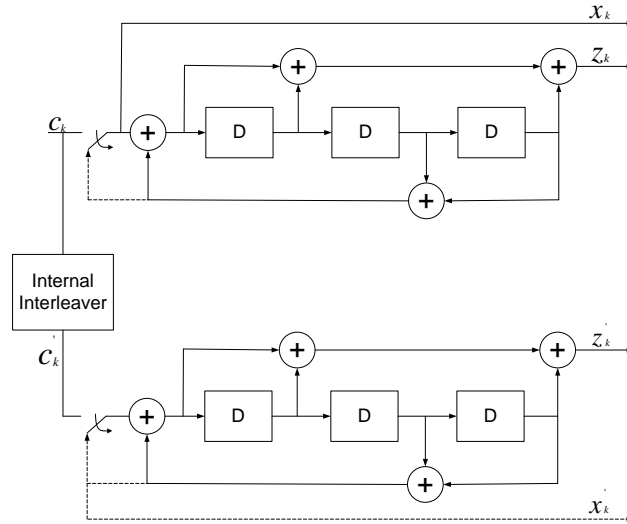 x_k
z_k
+ +
c_k
+ D D D
+
Internal
Interleaver
c'_k
z'_k
+ +
+ D D D
+
x'_k